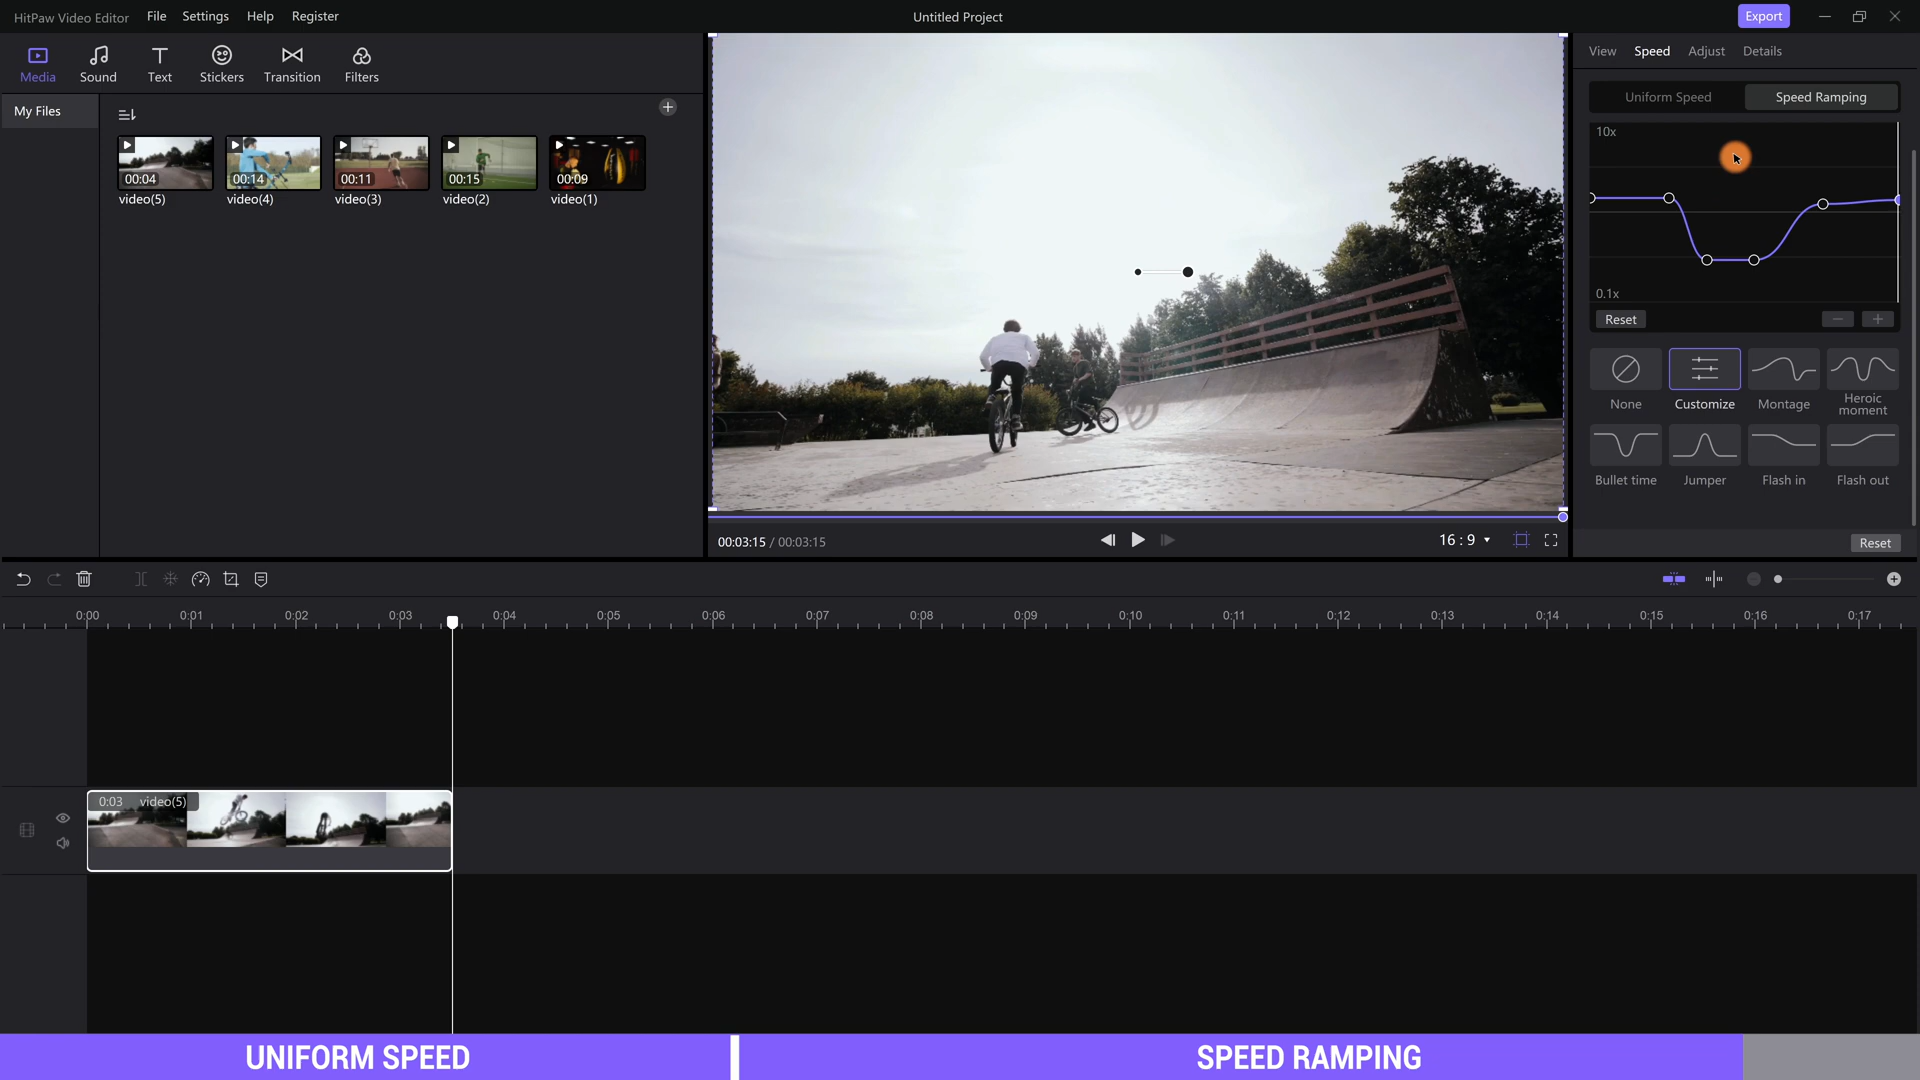 HitPaw Video Editor File Settings Help Register Untitled Project Export
Media Sound Text Stickers Transition Filters
View Speed Adjust Details
My Files
Uniform Speed Speed Ramping
10x
0.1x
Reset
00:04 00:14 00:11 00:15 00:09
video(5) video(4) video(3) video(2) video(1)
None Customize Montage Heroic moment
Bullet time Jumper Flash in Flash out
00:03:15 / 00:03:15
16 : 9
Reset
0:00 0:01 0:02 0:03 0:04 0:05 0:06 0:07 0:08 0:09 0:10 0:11 0:12 0:13 0:14 0:15 0:16 0:17
0:03 video(5)
UNIFORM SPEED SPEED RAMPING